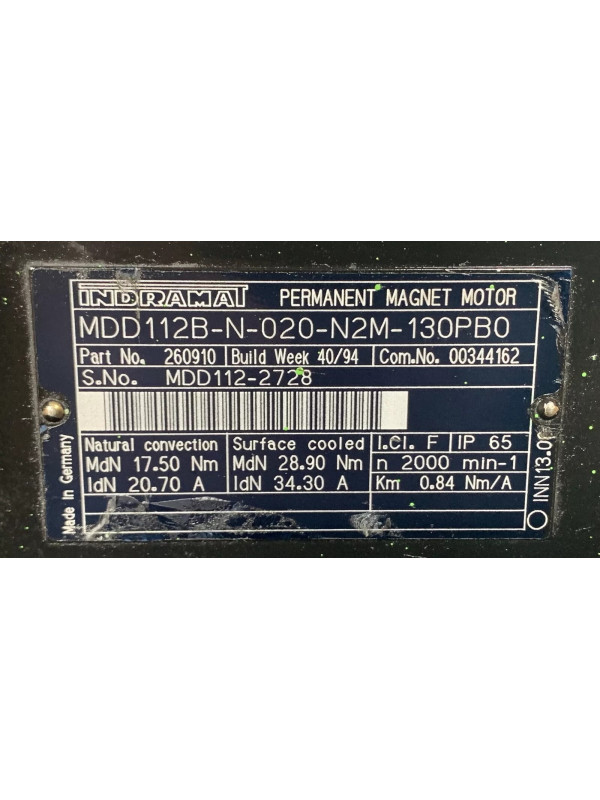 INDRAMAT PERMANENT MAGNET MOTOR
MDD112B-N-020-N2M-130PB0
Part No. 260910 Build Week 40/94 Com.No. 00344162
S.No. MDD112-2728
Natural convection Surface cooled I.Cl. F IP 65
MdN 17.50 Nm MdN 28.90 Nm n 2000 min-1
IdN 20.70 A IdN 34.30 A Km 0.84 Nm/A
Made in Germany